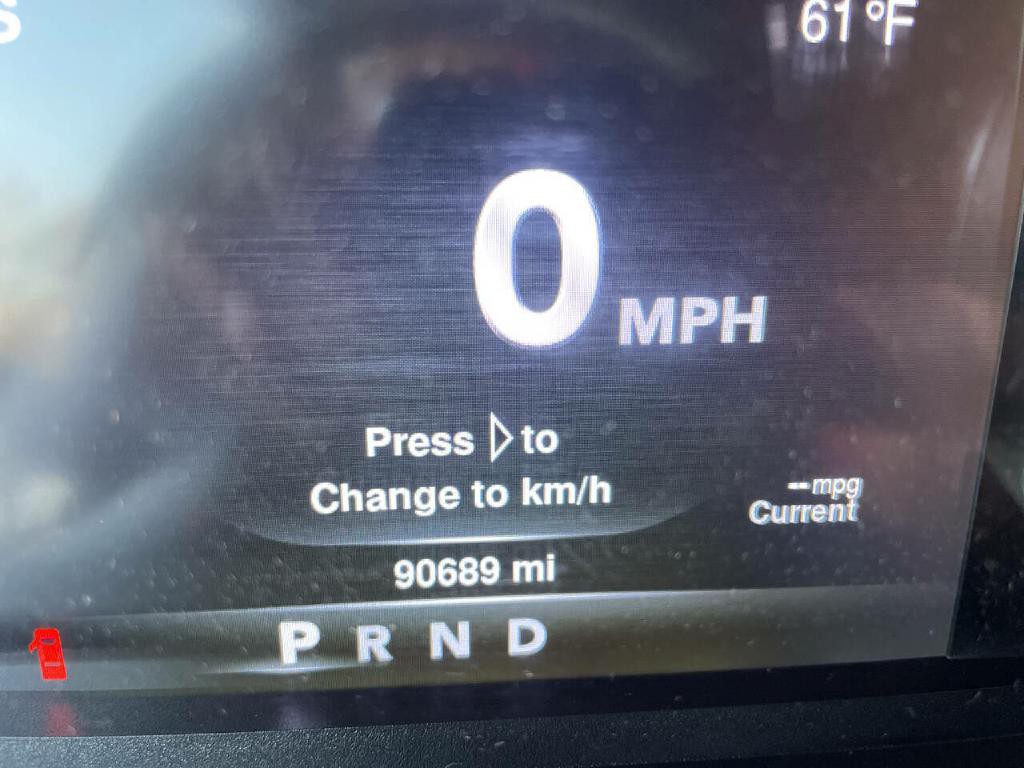 S
61°F
0 MPH
Press ▷ to
Change to km/h
--mpg
Current
90689 mi
P R N D